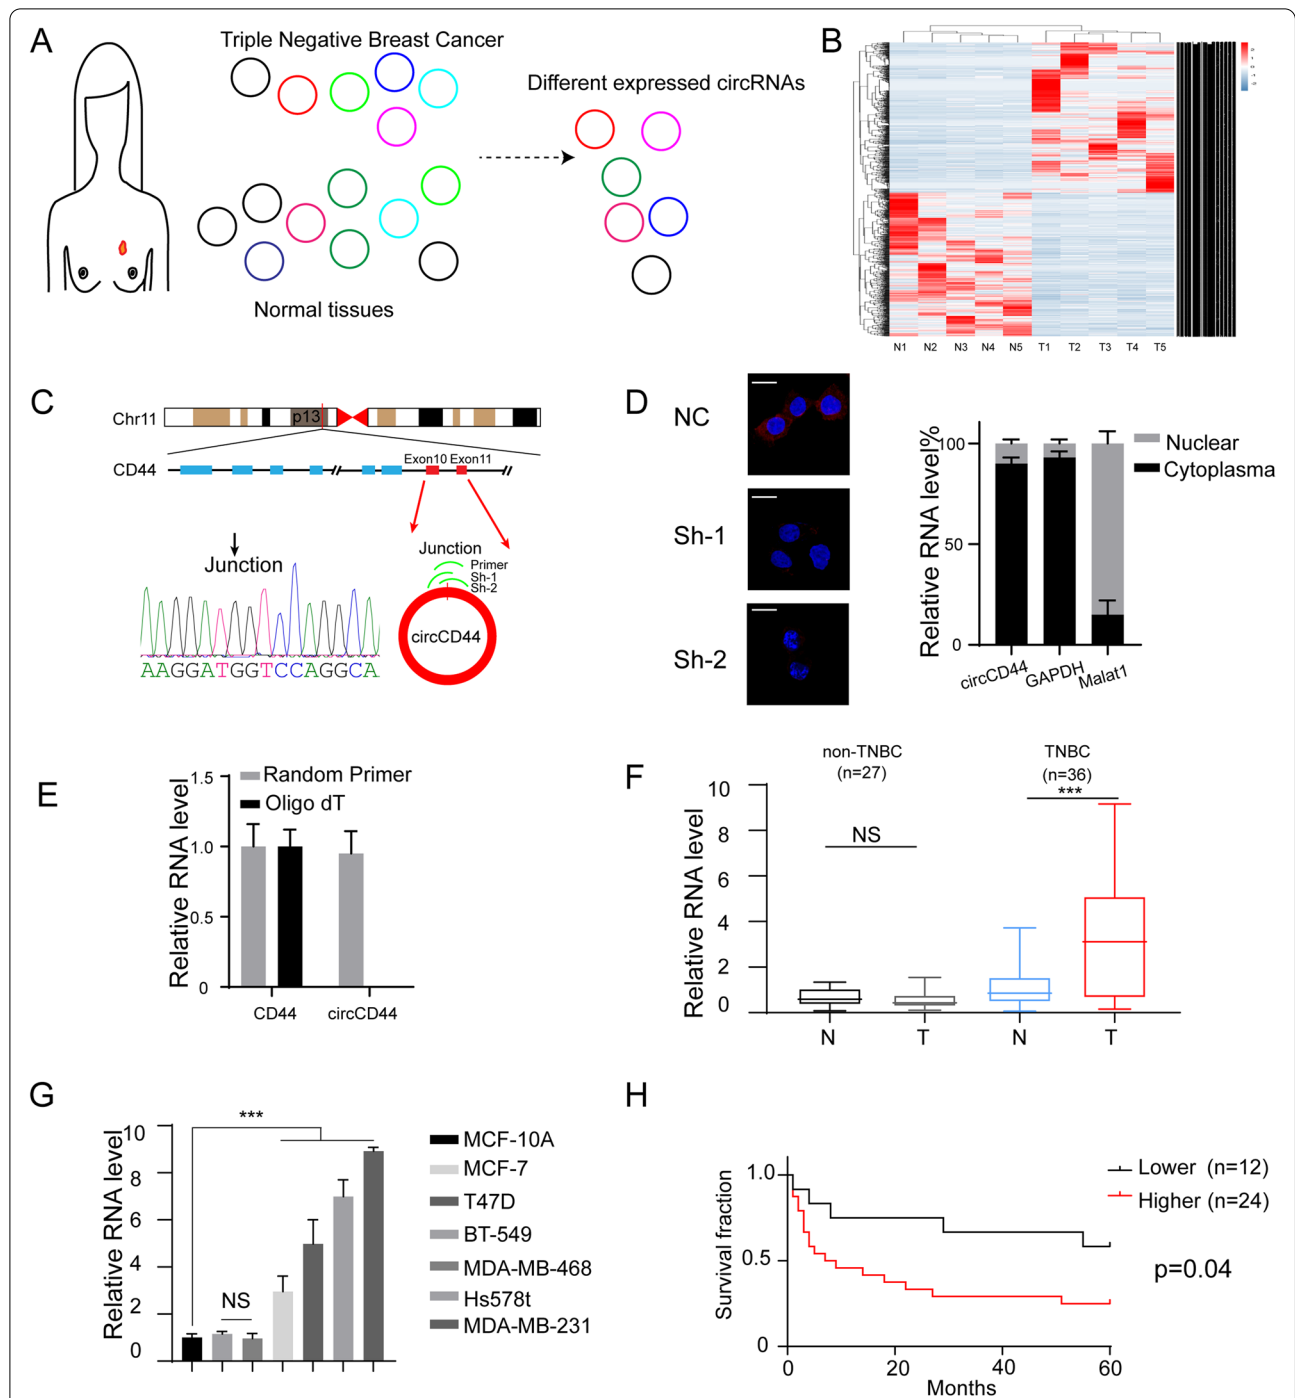 A
Triple Negative Breast Cancer
Different expressed circRNAs
Normal tissues
B
N1 N2 N3 N4 N5 T1 T2 T3 T4 T5
C
Chr11
p13
CD44
Exon10 Exon11
Junction
Junction
Primer
Sh-1
Sh-2
circCD44
AAGGATGGTCCAGGCA
D
NC
Sh-1
Sh-2
Relative RNA level%
100
50
0
Nuclear
Cytoplasma
circCD44 GAPDH Malat1
E
Relative RNA level
1.5
1.0
0.5
0
Random Primer
Oligo dT
CD44 circCD44
F
non-TNBC
(n=27)
TNBC
(n=36)
***
NS
Relative RNA level
10
8
6
4
2
0
N T N T
G
***
NS
Relative RNA level
10
8
6
4
2
0
MCF-10A
MCF-7
T47D
BT-549
MDA-MB-468
Hs578t
MDA-MB-231
H
Survival fraction
1.0
0.5
0
Lower (n=12)
Higher (n=24)
p=0.04
0 20 40 60
Months